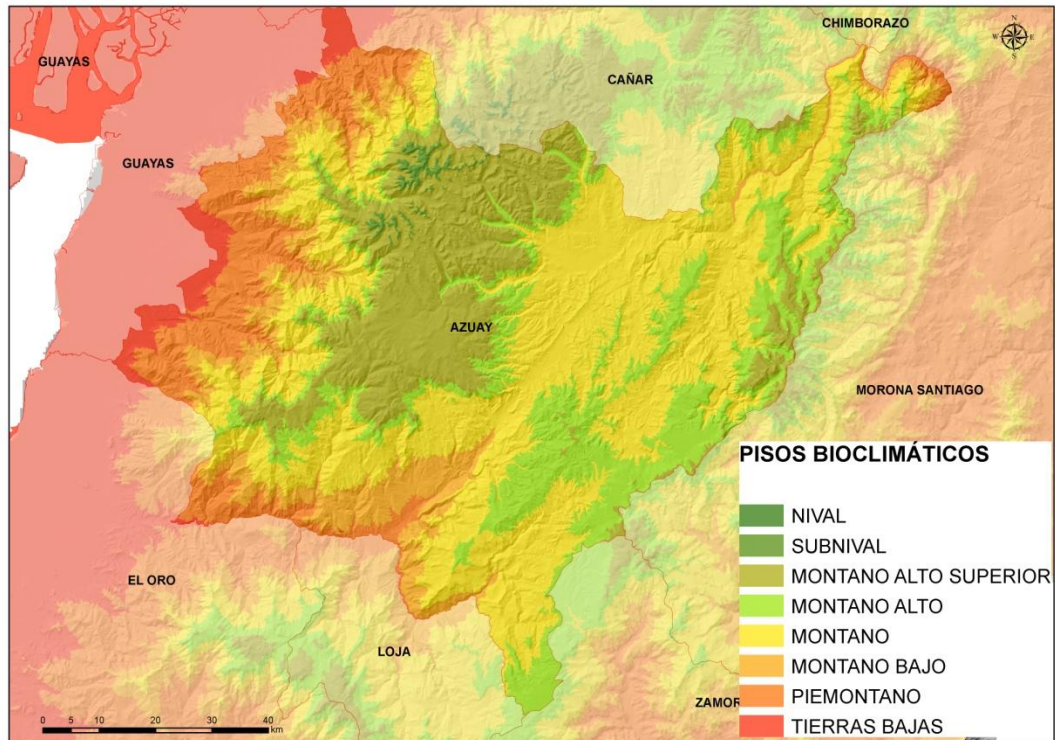 CHIMBORAZO
N
W E
S
GUAYAS
CAÑAR
GUAYAS
AZUAY
MORONA SANTIAGO
PISOS BIOCLIMÁTICOS
NIVAL
SUBNIVAL
MONTANO ALTO SUPERIOR
MONTANO ALTO
MONTANO
MONTANO BAJO
PIEMONTANO
TIERRAS BAJAS
EL ORO
LOJA
ZAMOR
0 5 10 20 30 40
km